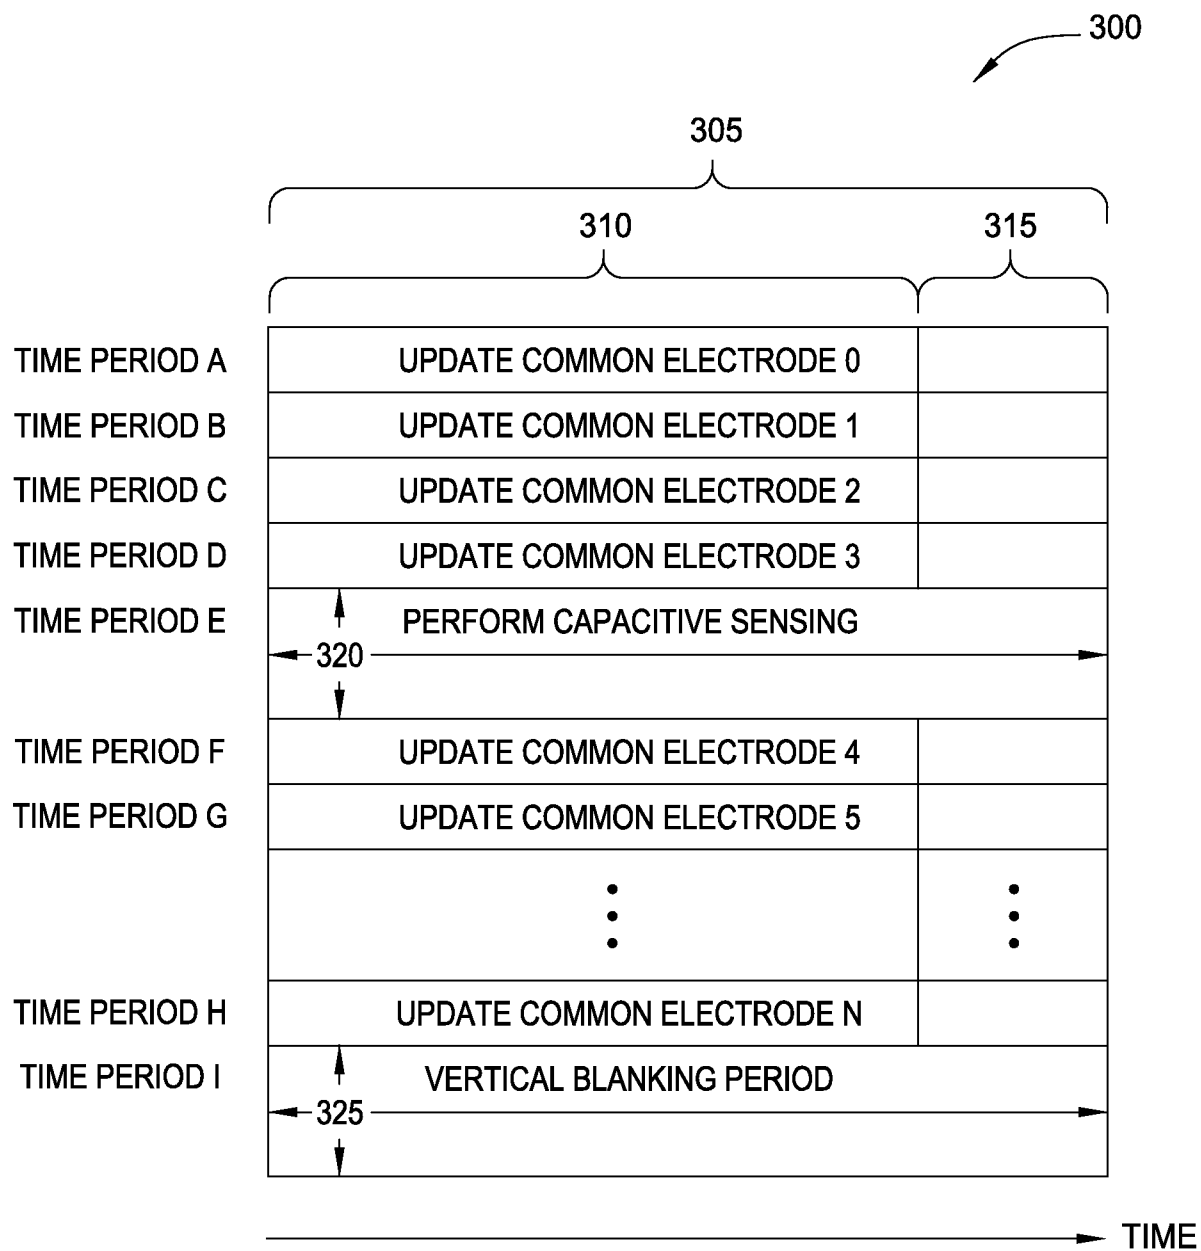 300
305
310 315
TIME PERIOD A UPDATE COMMON ELECTRODE 0
TIME PERIOD B UPDATE COMMON ELECTRODE 1
TIME PERIOD C UPDATE COMMON ELECTRODE 2
TIME PERIOD D UPDATE COMMON ELECTRODE 3
TIME PERIOD E PERFORM CAPACITIVE SENSING
320
TIME PERIOD F UPDATE COMMON ELECTRODE 4
TIME PERIOD G UPDATE COMMON ELECTRODE 5
TIME PERIOD H UPDATE COMMON ELECTRODE N
TIME PERIOD I VERTICAL BLANKING PERIOD
325
TIME